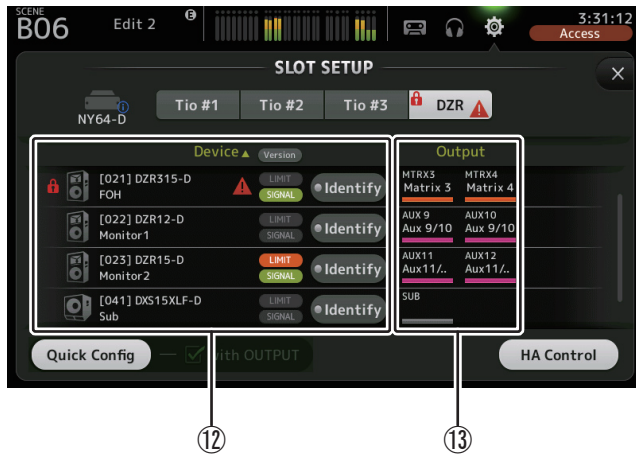 SCENE
B06 Edit 2 E 3:31:12
Access
SLOT SETUP
NY64-D
Tio #1 Tio #2 Tio #3 DZR
Device Version Output
[021] DZR315-D
FOH
LIMIT
SIGNAL
Identify
MTRX3 MTRX4
Matrix 3 Matrix 4
[022] DZR12-D
Monitor1
LIMIT
SIGNAL
Identify
AUX 9 AUX10
Aux 9/10 Aux 9/10
[023] DZR15-D
Monitor2
LIMIT
SIGNAL
Identify
AUX11 AUX12
Aux11/.. Aux11/..
[041] DXS15XLF-D
Sub
LIMIT
SIGNAL
Identify
SUB
Quick Config with OUTPUT HA Control
⑫ ⑬